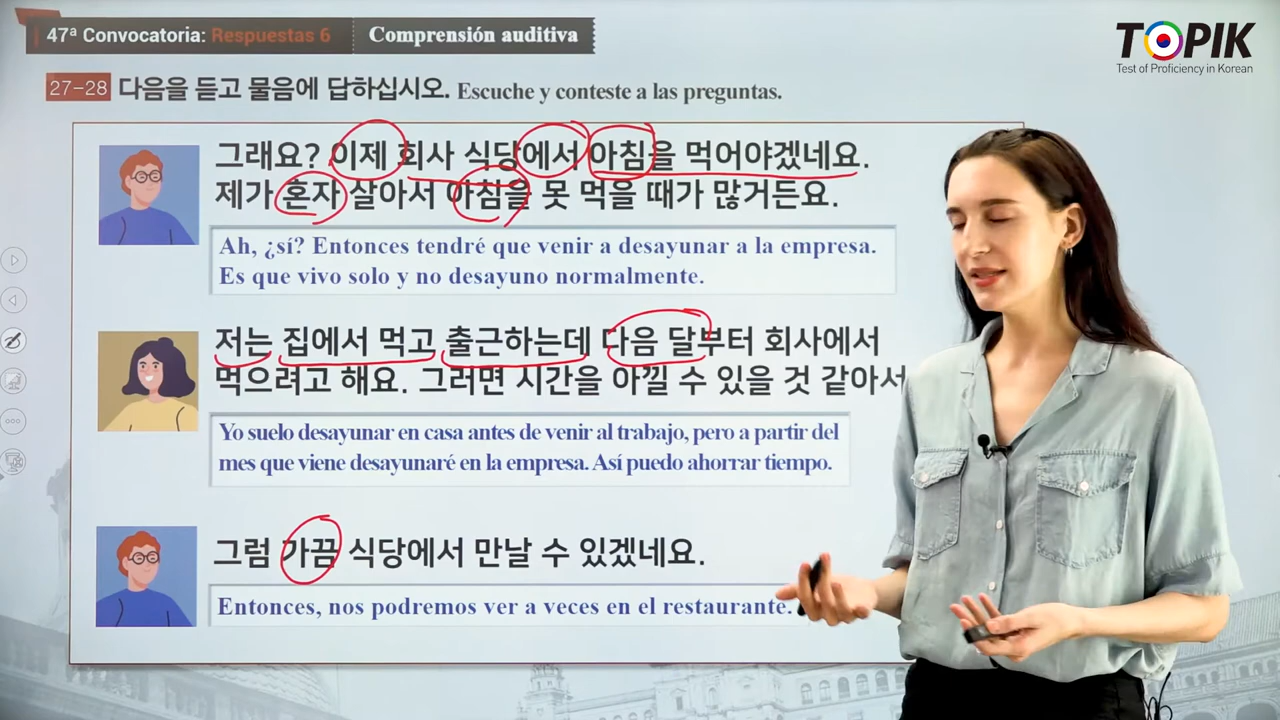 47ª Convocatoria: Respuestas 6
Comprensión auditiva
TOPIK
Test of Proficiency in Korean
27-28 다음을 듣고 물음에 답하십시오. Escuche y conteste a las preguntas.
그래요? 이제 회사 식당에서 아침을 먹어야겠네요.
제가 혼자 살아서 아침을 못 먹을 때가 많거든요.
Ah, ¿sí? Entonces tendré que venir a desayunar a la empresa.
Es que vivo solo y no desayuno normalmente.
저는 집에서 먹고 출근하는데 다음 달부터 회사에서
먹으려고 해요. 그러면 시간을 아낄 수 있을 것 같아서
Yo suelo desayunar en casa antes de venir al trabajo, pero a partir del
mes que viene desayunaré en la empresa. Así puedo ahorrar tiempo.
그럼 가끔 식당에서 만날 수 있겠네요.
Entonces, nos podremos ver a veces en el restaurante.